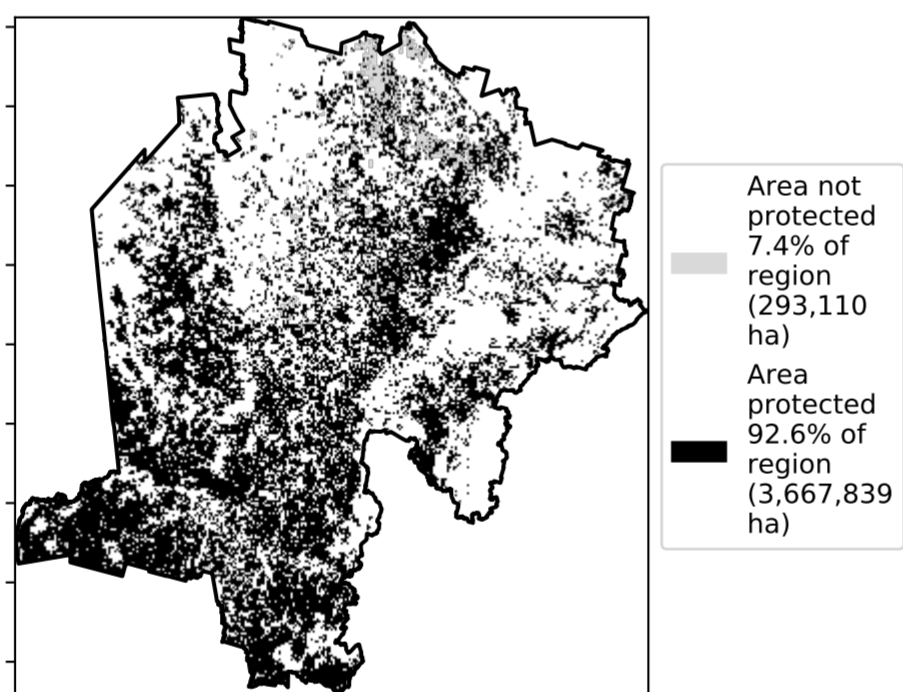 Area not
protected
7.4% of
region
(293,110
ha)
Area
protected
92.6% of
region
(3,667,839
ha)